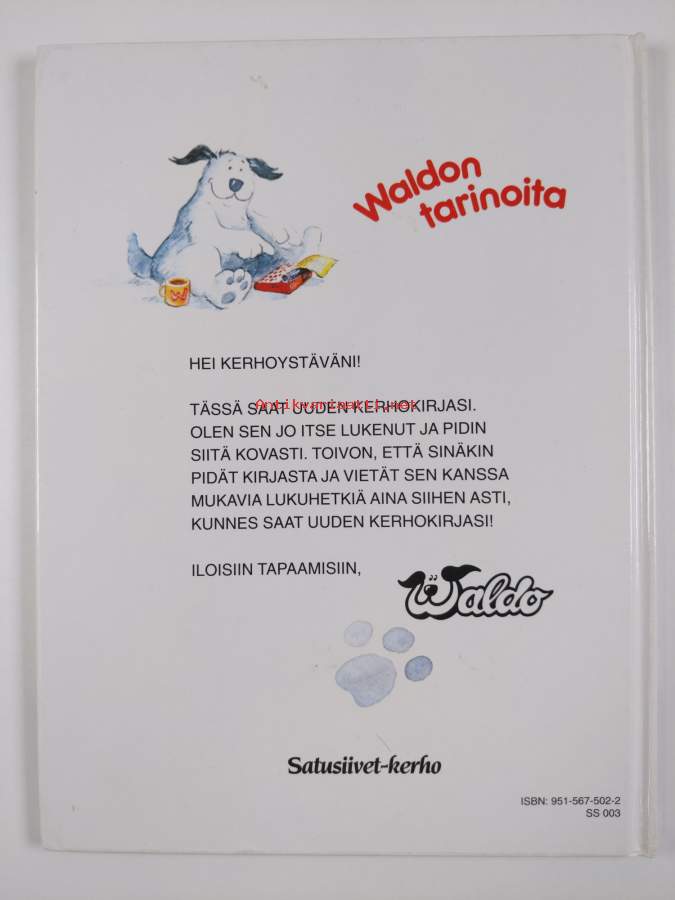 Waldon
tarinoita
W
HEI KERHOYSTÄVÄNI!
TÄSSÄ SAAT UUDEN KERHOKIRJASI.
Antikvariaatti.net
OLEN SEN JO ITSE LUKENUT JA PIDIN
SIITÄ KOVASTI. TOIVON, ETTÄ SINÄKIN
PIDÄT KIRJASTA JA VIETÄT SEN KANSSA
MUKAVIA LUKUHETKIÄ AINA SIIHEN ASTI,
KUNNES SAAT UUDEN KERHOKIRJASI!
ILOISIIN TAPAAMISIIN,
Waldo
Satusiivet-kerho
ISBN: 951-567-502-2
SS 003